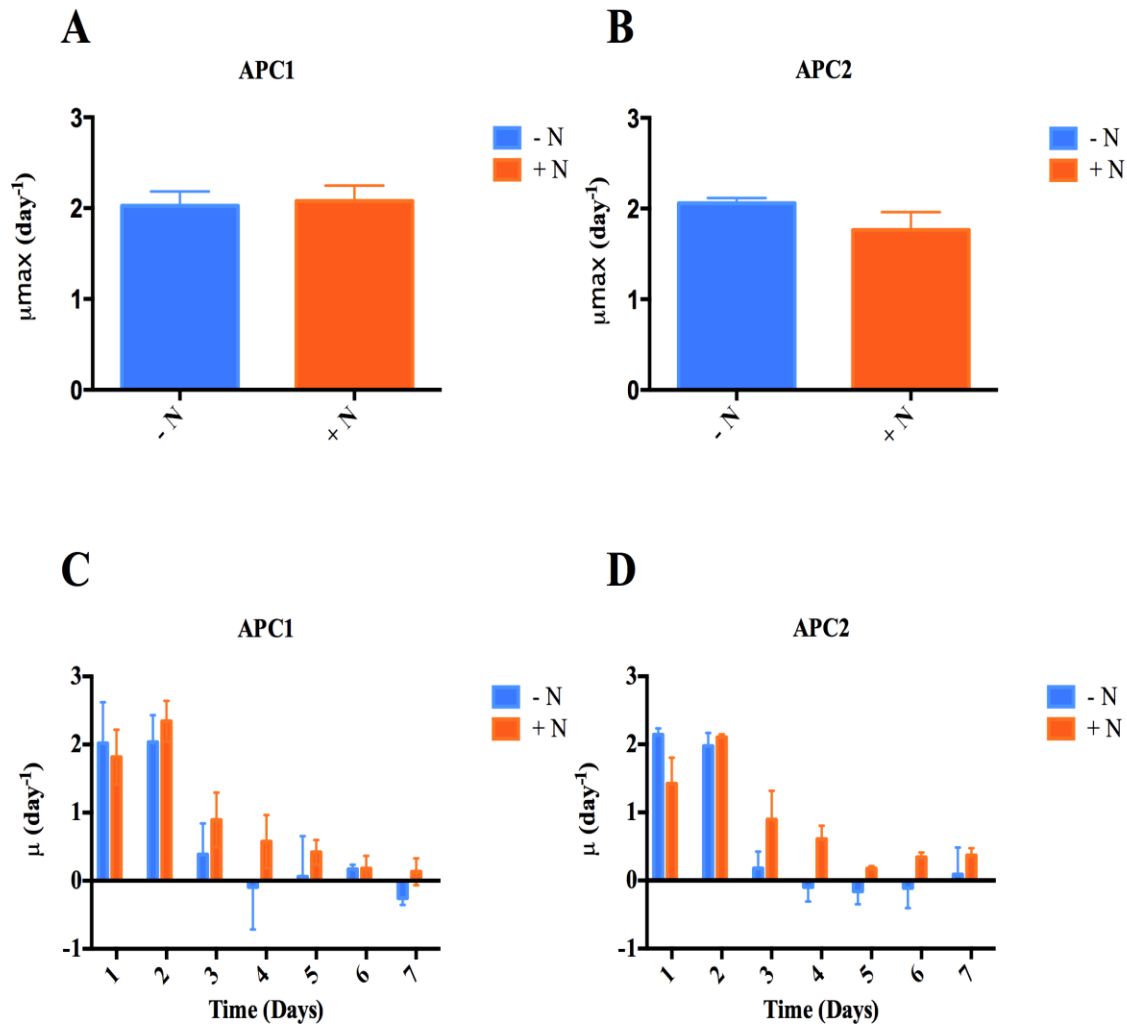 A
APC1
3
2
1
0
μmax (day-1)
- N
+ N
- N
+ N
B
APC2
3
2
1
0
μmax (day-1)
- N
+ N
- N
+ N
C
APC1
3
2
1
0
-1
μ (day-1)
1 2 3 4 5 6 7
Time (Days)
- N
+ N
D
APC2
3
2
1
0
-1
μ (day-1)
1 2 3 4 5 6 7
Time (Days)
- N
+ N